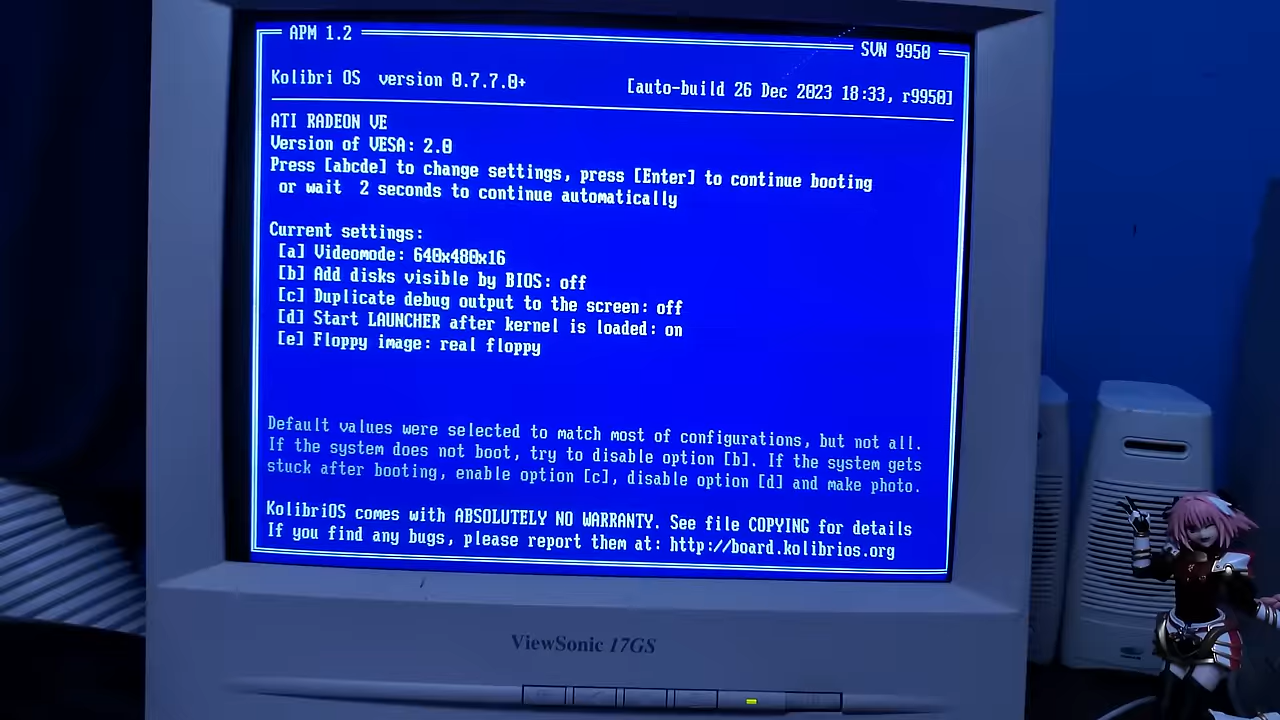 APM 1.2
SVN 9950
Kolibri OS version 0.7.7.0+ [auto-build 26 Dec 2023 18:33, r9950]
ATI RADEON VE
Version of VESA: 2.0
Press [abcde] to change settings, press [Enter] to continue booting
or wait 2 seconds to continue automatically
Current settings:
[a] Videomode: 640x480x16
[b] Add disks visible by BIOS: off
[c] Duplicate debug output to the screen: off
[d] Start LAUNCHER after kernel is loaded: on
[e] Floppy image: real floppy
Default values were selected to match most of configurations, but not all.
If the system does not boot, try to disable option [b]. If the system gets
stuck after booting, enable option [c], disable option [d] and make photo.
KolibriOS comes with ABSOLUTELY NO WARRANTY. See file COPYING for details
If you find any bugs, please report them at: http://board.kolibrios.org
ViewSonic 17GS